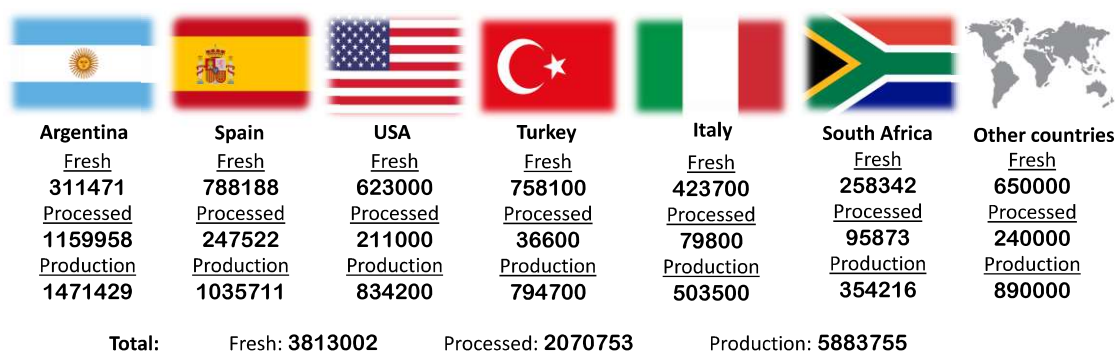 Argentina Spain USA Turkey Italy South Africa Other countries
Fresh Fresh Fresh Fresh Fresh Fresh Fresh
311471 788188 623000 758100 423700 258342 650000
Processed Processed Processed Processed Processed Processed Processed
1159958 247522 211000 36600 79800 95873 240000
Production Production Production Production Production Production Production
1471429 1035711 834200 794700 503500 354216 890000
Total: Fresh: 3813002 Processed: 2070753 Production: 5883755